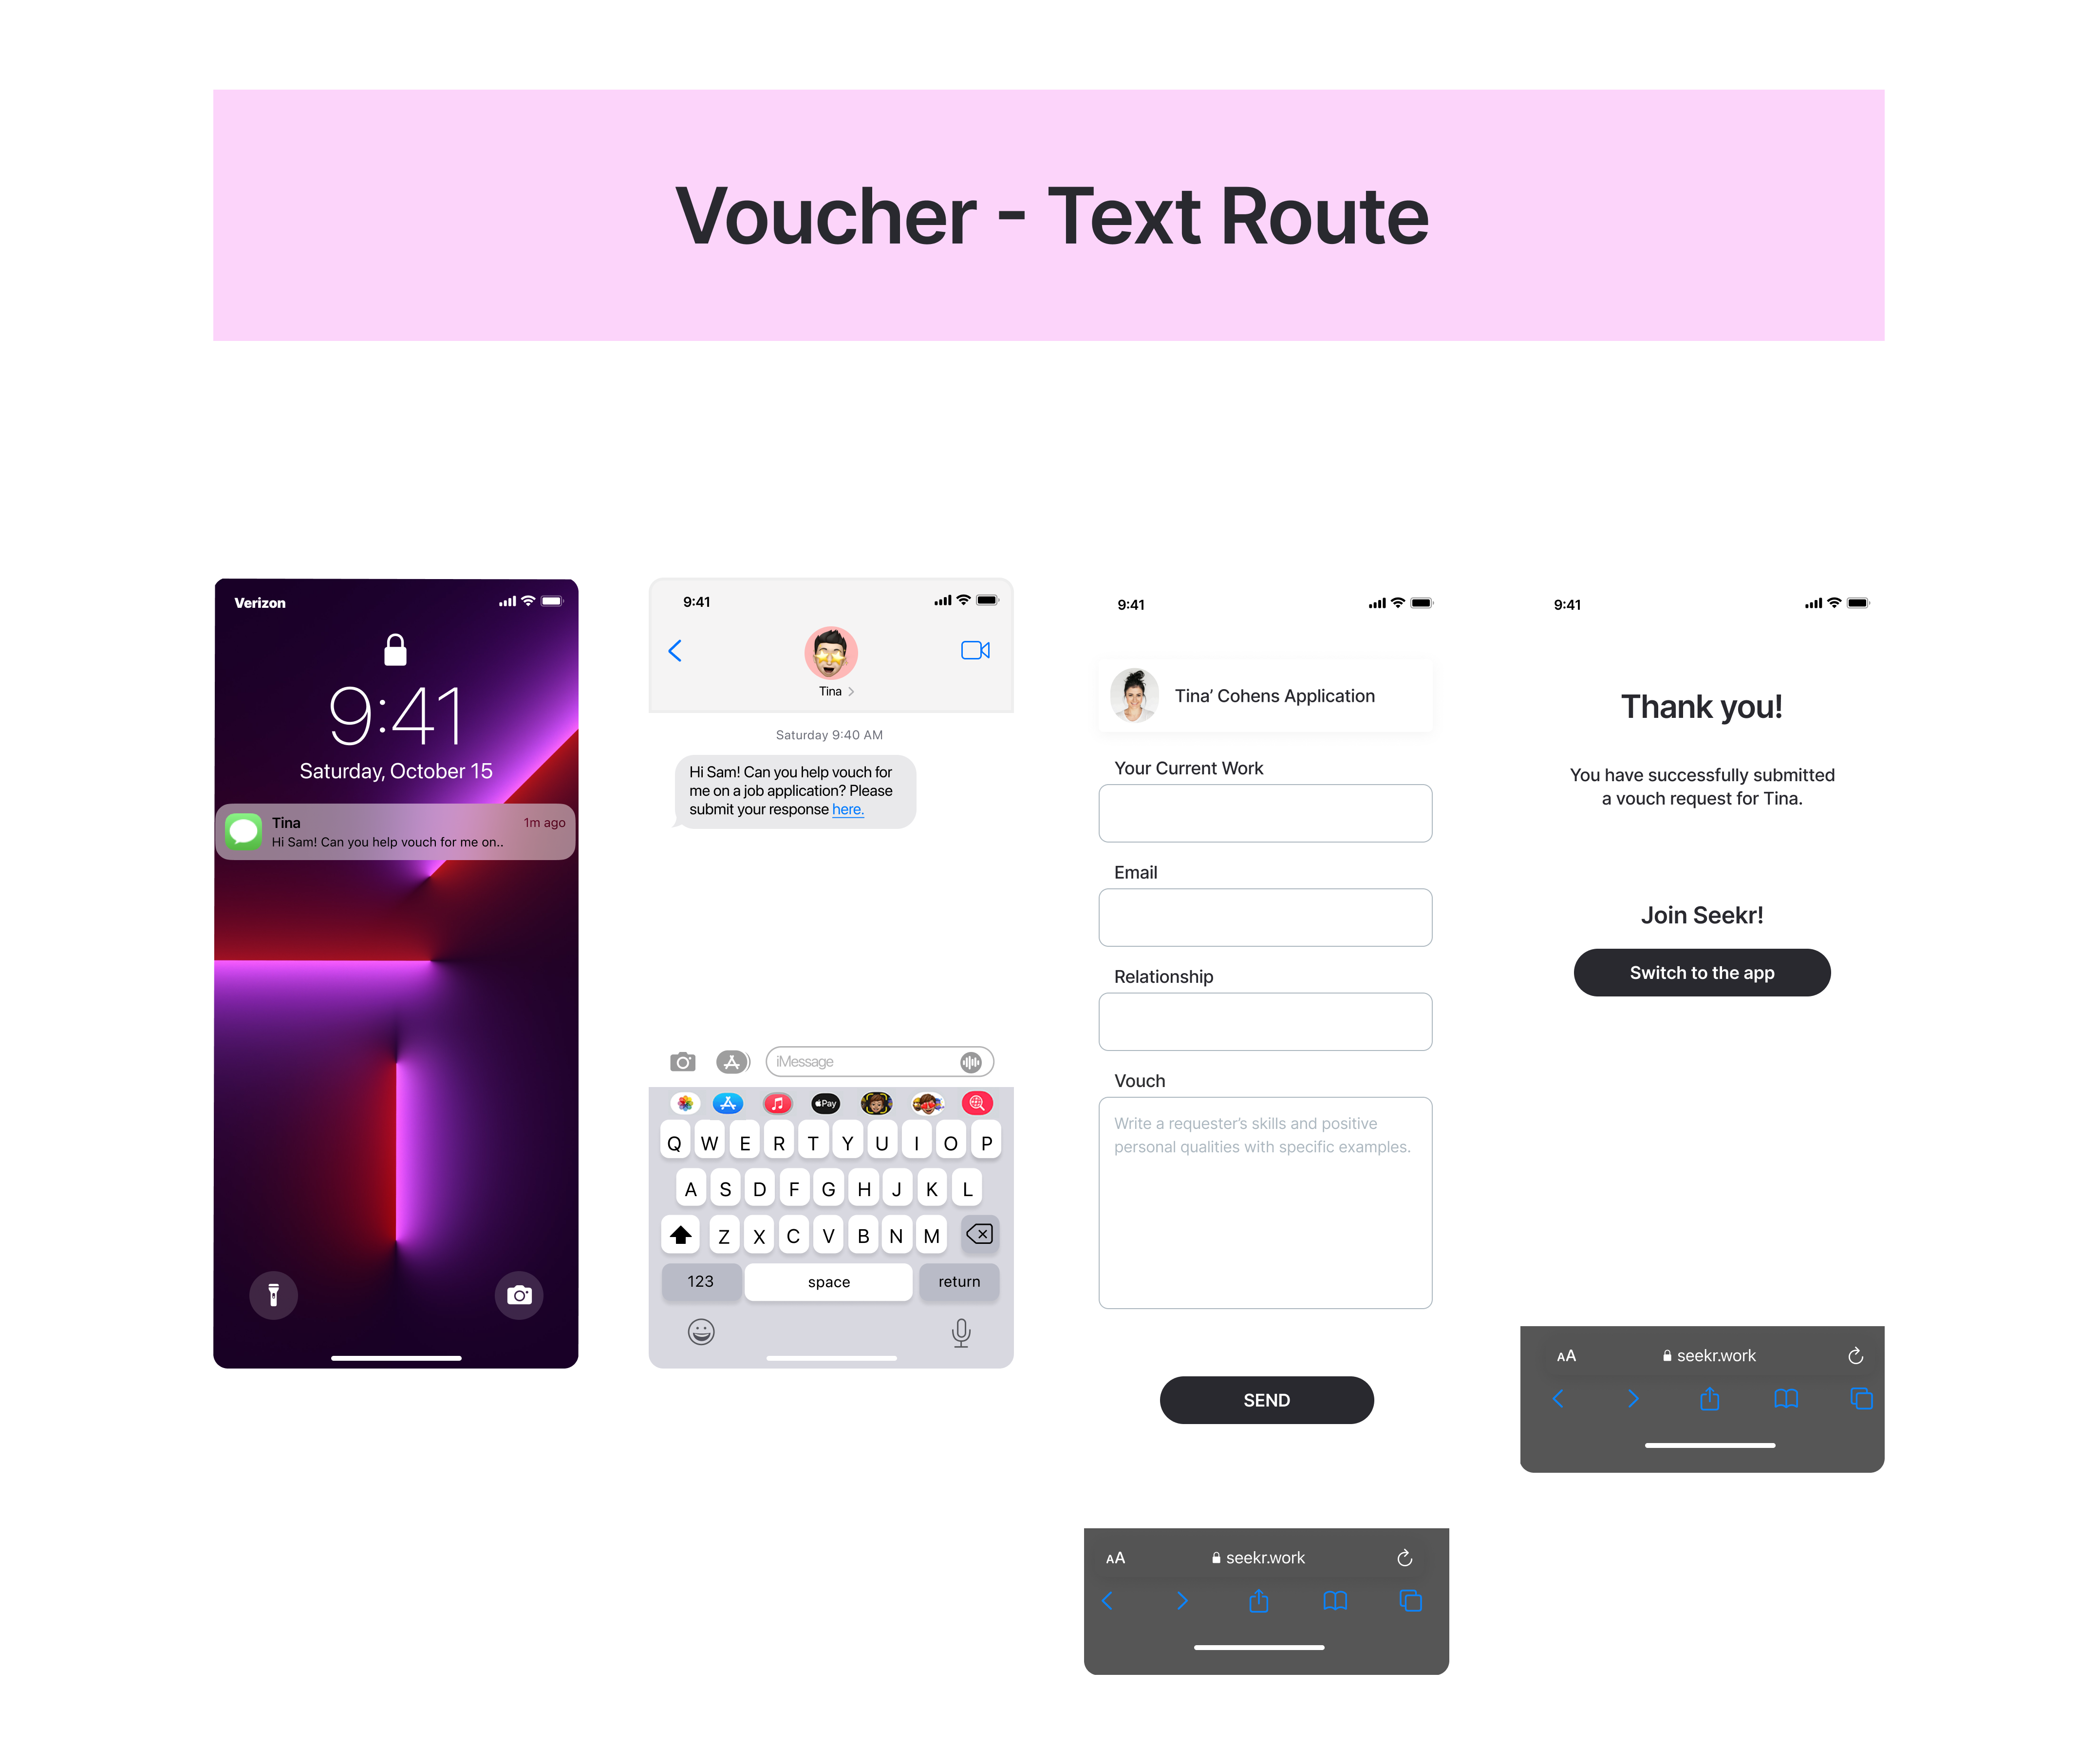 Voucher - Text Route
Verizon
9:41
Saturday, October 15
Tina
1m ago
Hi Sam! Can you help vouch for me on..
9:41
Tina
Saturday 9:40 AM
Hi Sam! Can you help vouch for
me on a job application? Please
submit your response here.
iMessage
Pay
Q W E R T Y U I O P
A S D F G H J K L
Z X C V B N M
123 space return
9:41
Tina’ Cohens Application
Your Current Work
Email
Relationship
Vouch
Write a requester’s skills and positive
personal qualities with specific examples.
SEND
AA seekr.work
9:41
Thank you!
You have successfully submitted
a vouch request for Tina.
Join Seekr!
Switch to the app
AA seekr.work